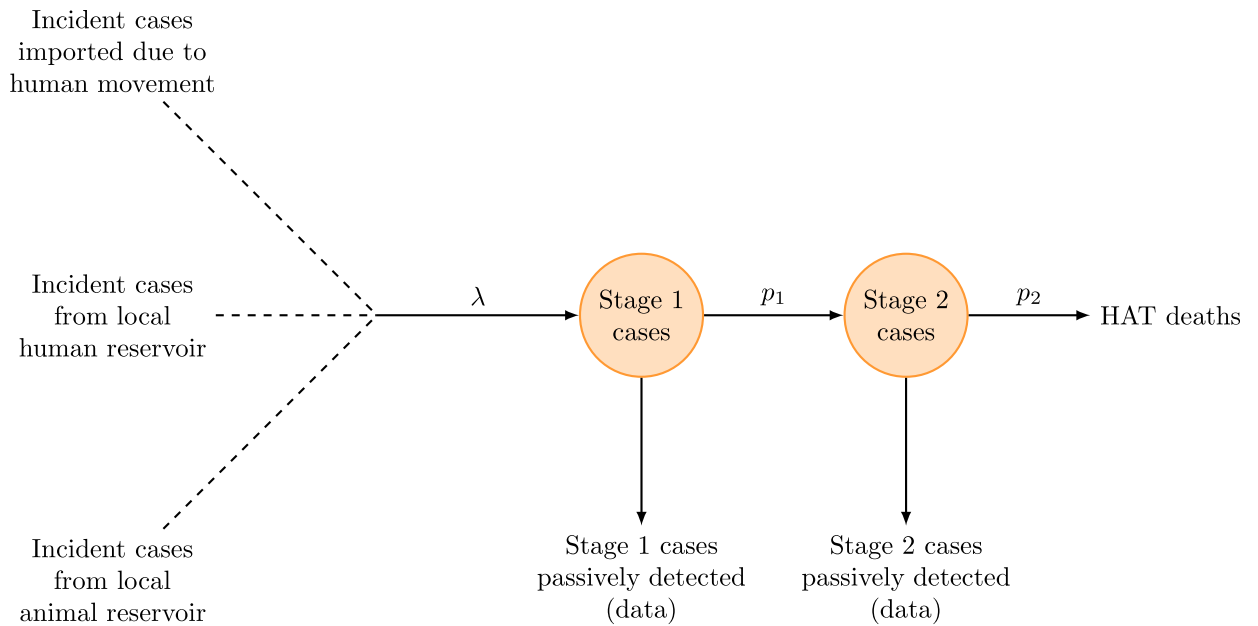 Incident cases
imported due to
human movement
Incident cases
from local
human reservoir
Incident cases
from local
animal reservoir
λ
Stage 1
cases
p₁
Stage 2
cases
p₂
HAT deaths
Stage 1 cases
passively detected
(data)
Stage 2 cases
passively detected
(data)